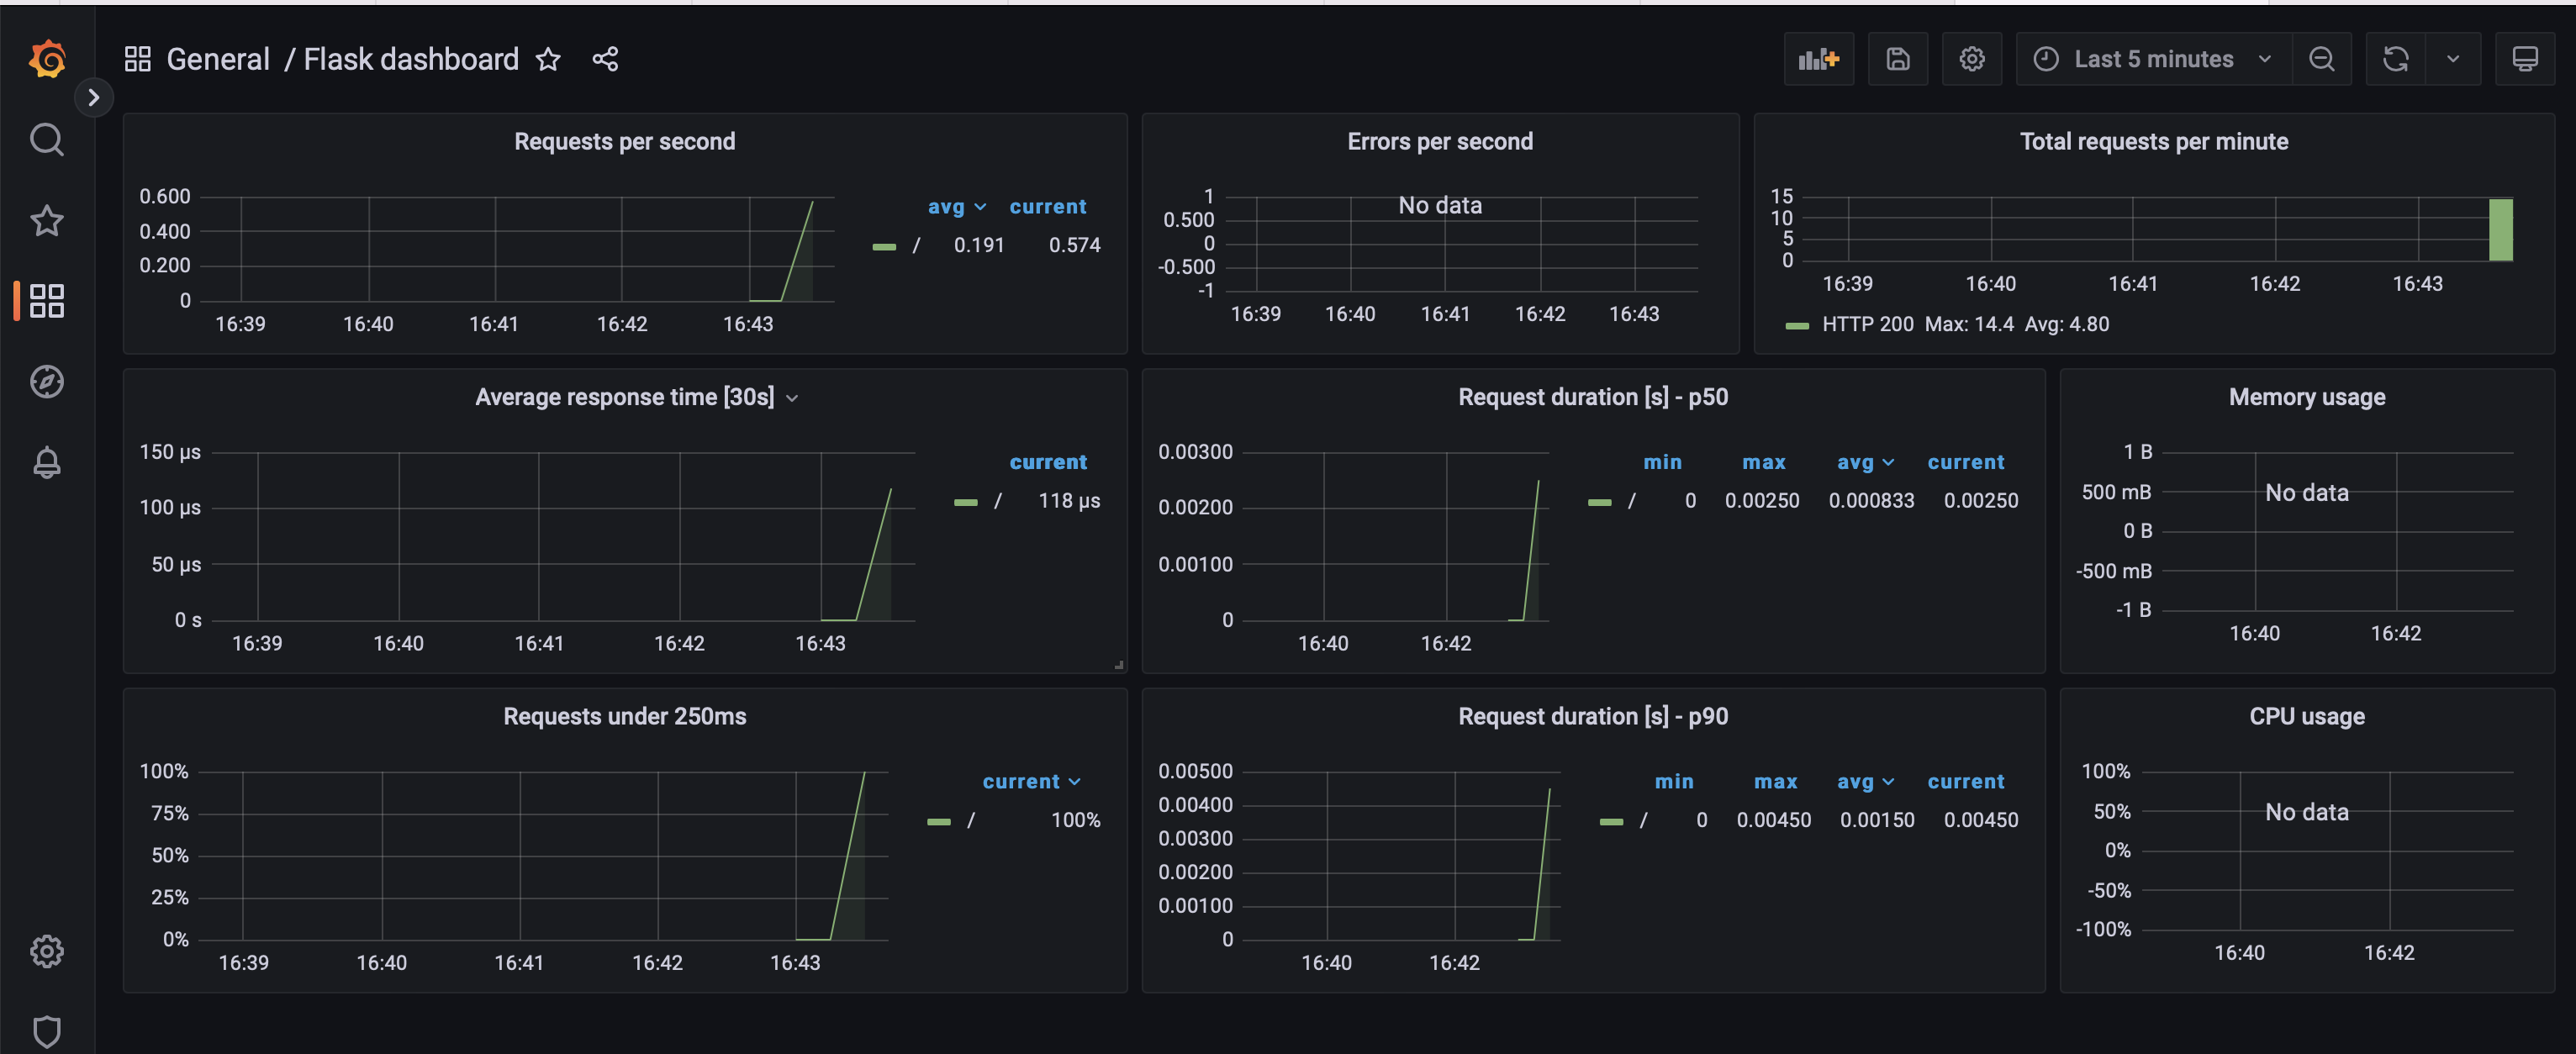 General / Flask dashboard
Last 5 minutes
Requests per second
0.600
0.400
0.200
0
16:39 16:40 16:41 16:42 16:43
avg current
/ 0.191 0.574
Errors per second
No data
1
0.500
0
-0.500
-1
16:39 16:40 16:41 16:42 16:43
Total requests per minute
15
10
5
0
16:39 16:40 16:41 16:42 16:43
HTTP 200 Max: 14.4 Avg: 4.80
Average response time [30s]
150 µs
100 µs
50 µs
0 s
16:39 16:40 16:41 16:42 16:43
current
/ 118 µs
Request duration [s] - p50
0.00300
0.00200
0.00100
0
16:40 16:42
min max avg current
/ 0 0.00250 0.000833 0.00250
Memory usage
1 B
500 mB
0 B
-500 mB
-1 B
No data
16:40 16:42
Requests under 250ms
100%
75%
50%
25%
0%
16:39 16:40 16:41 16:42 16:43
current
/ 100%
Request duration [s] - p90
0.00500
0.00400
0.00300
0.00200
0.00100
0
16:40 16:42
min max avg current
/ 0 0.00450 0.00150 0.00450
CPU usage
100%
50%
0%
-50%
-100%
No data
16:40 16:42